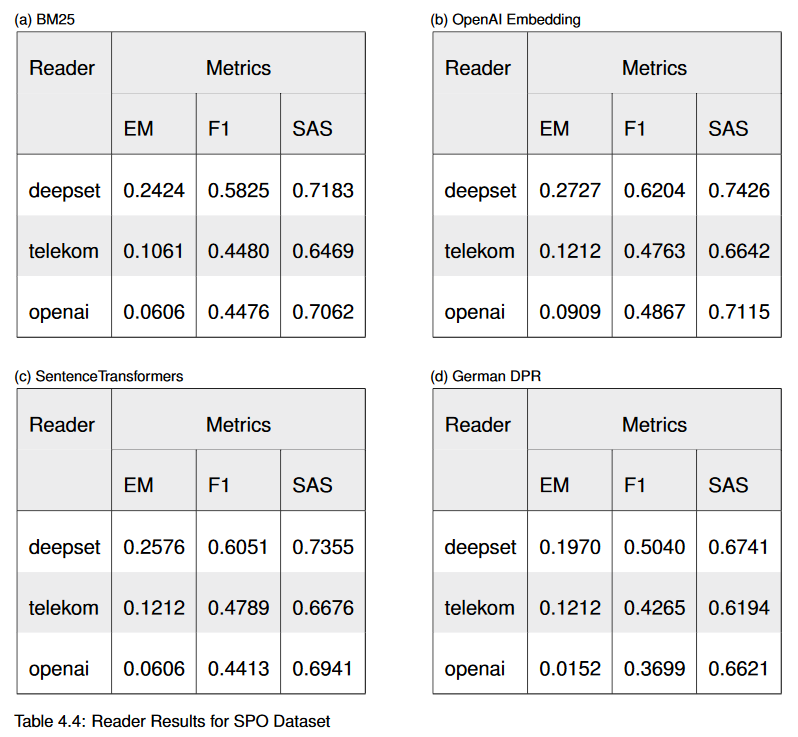 (a) BM25
Reader Metrics
EM F1 SAS
deepset 0.2424 0.5825 0.7183
telekom 0.1061 0.4480 0.6469
openai 0.0606 0.4476 0.7062
(b) OpenAI Embedding
Reader Metrics
EM F1 SAS
deepset 0.2727 0.6204 0.7426
telekom 0.1212 0.4763 0.6642
openai 0.0909 0.4867 0.7115
(c) SentenceTransformers
Reader Metrics
EM F1 SAS
deepset 0.2576 0.6051 0.7355
telekom 0.1212 0.4789 0.6676
openai 0.0606 0.4413 0.6941
(d) German DPR
Reader Metrics
EM F1 SAS
deepset 0.1970 0.5040 0.6741
telekom 0.1212 0.4265 0.6194
openai 0.0152 0.3699 0.6621
Table 4.4: Reader Results for SPO Dataset